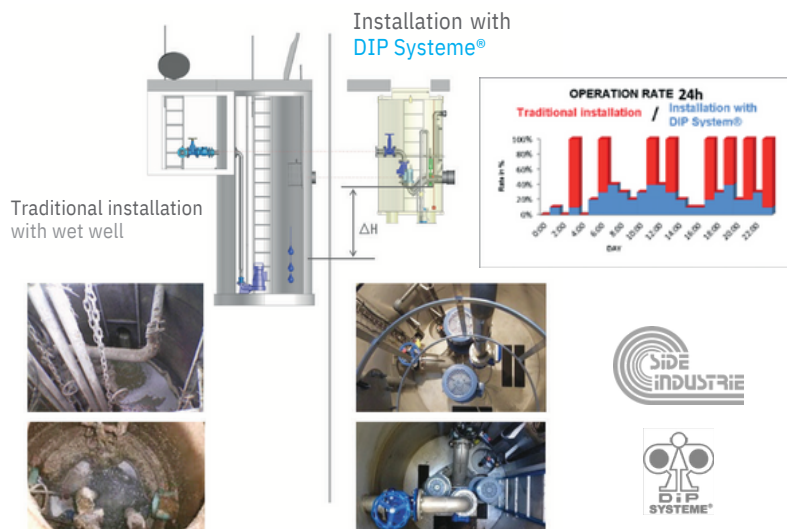 Installation with
DIP Systeme®
Traditional installation
with wet well
△H
OPERATION RATE 24h
Traditional installation / Installation with
DIP System®
Rate in %
100%
80%
60%
40%
20%
0%
0:00
2:00
4:00
6:00
8:00
10:00
12:00
14:00
16:00
18:00
20:00
22:00
DAY
SIDE
INDUSTRIE
DIP
SYSTEME®